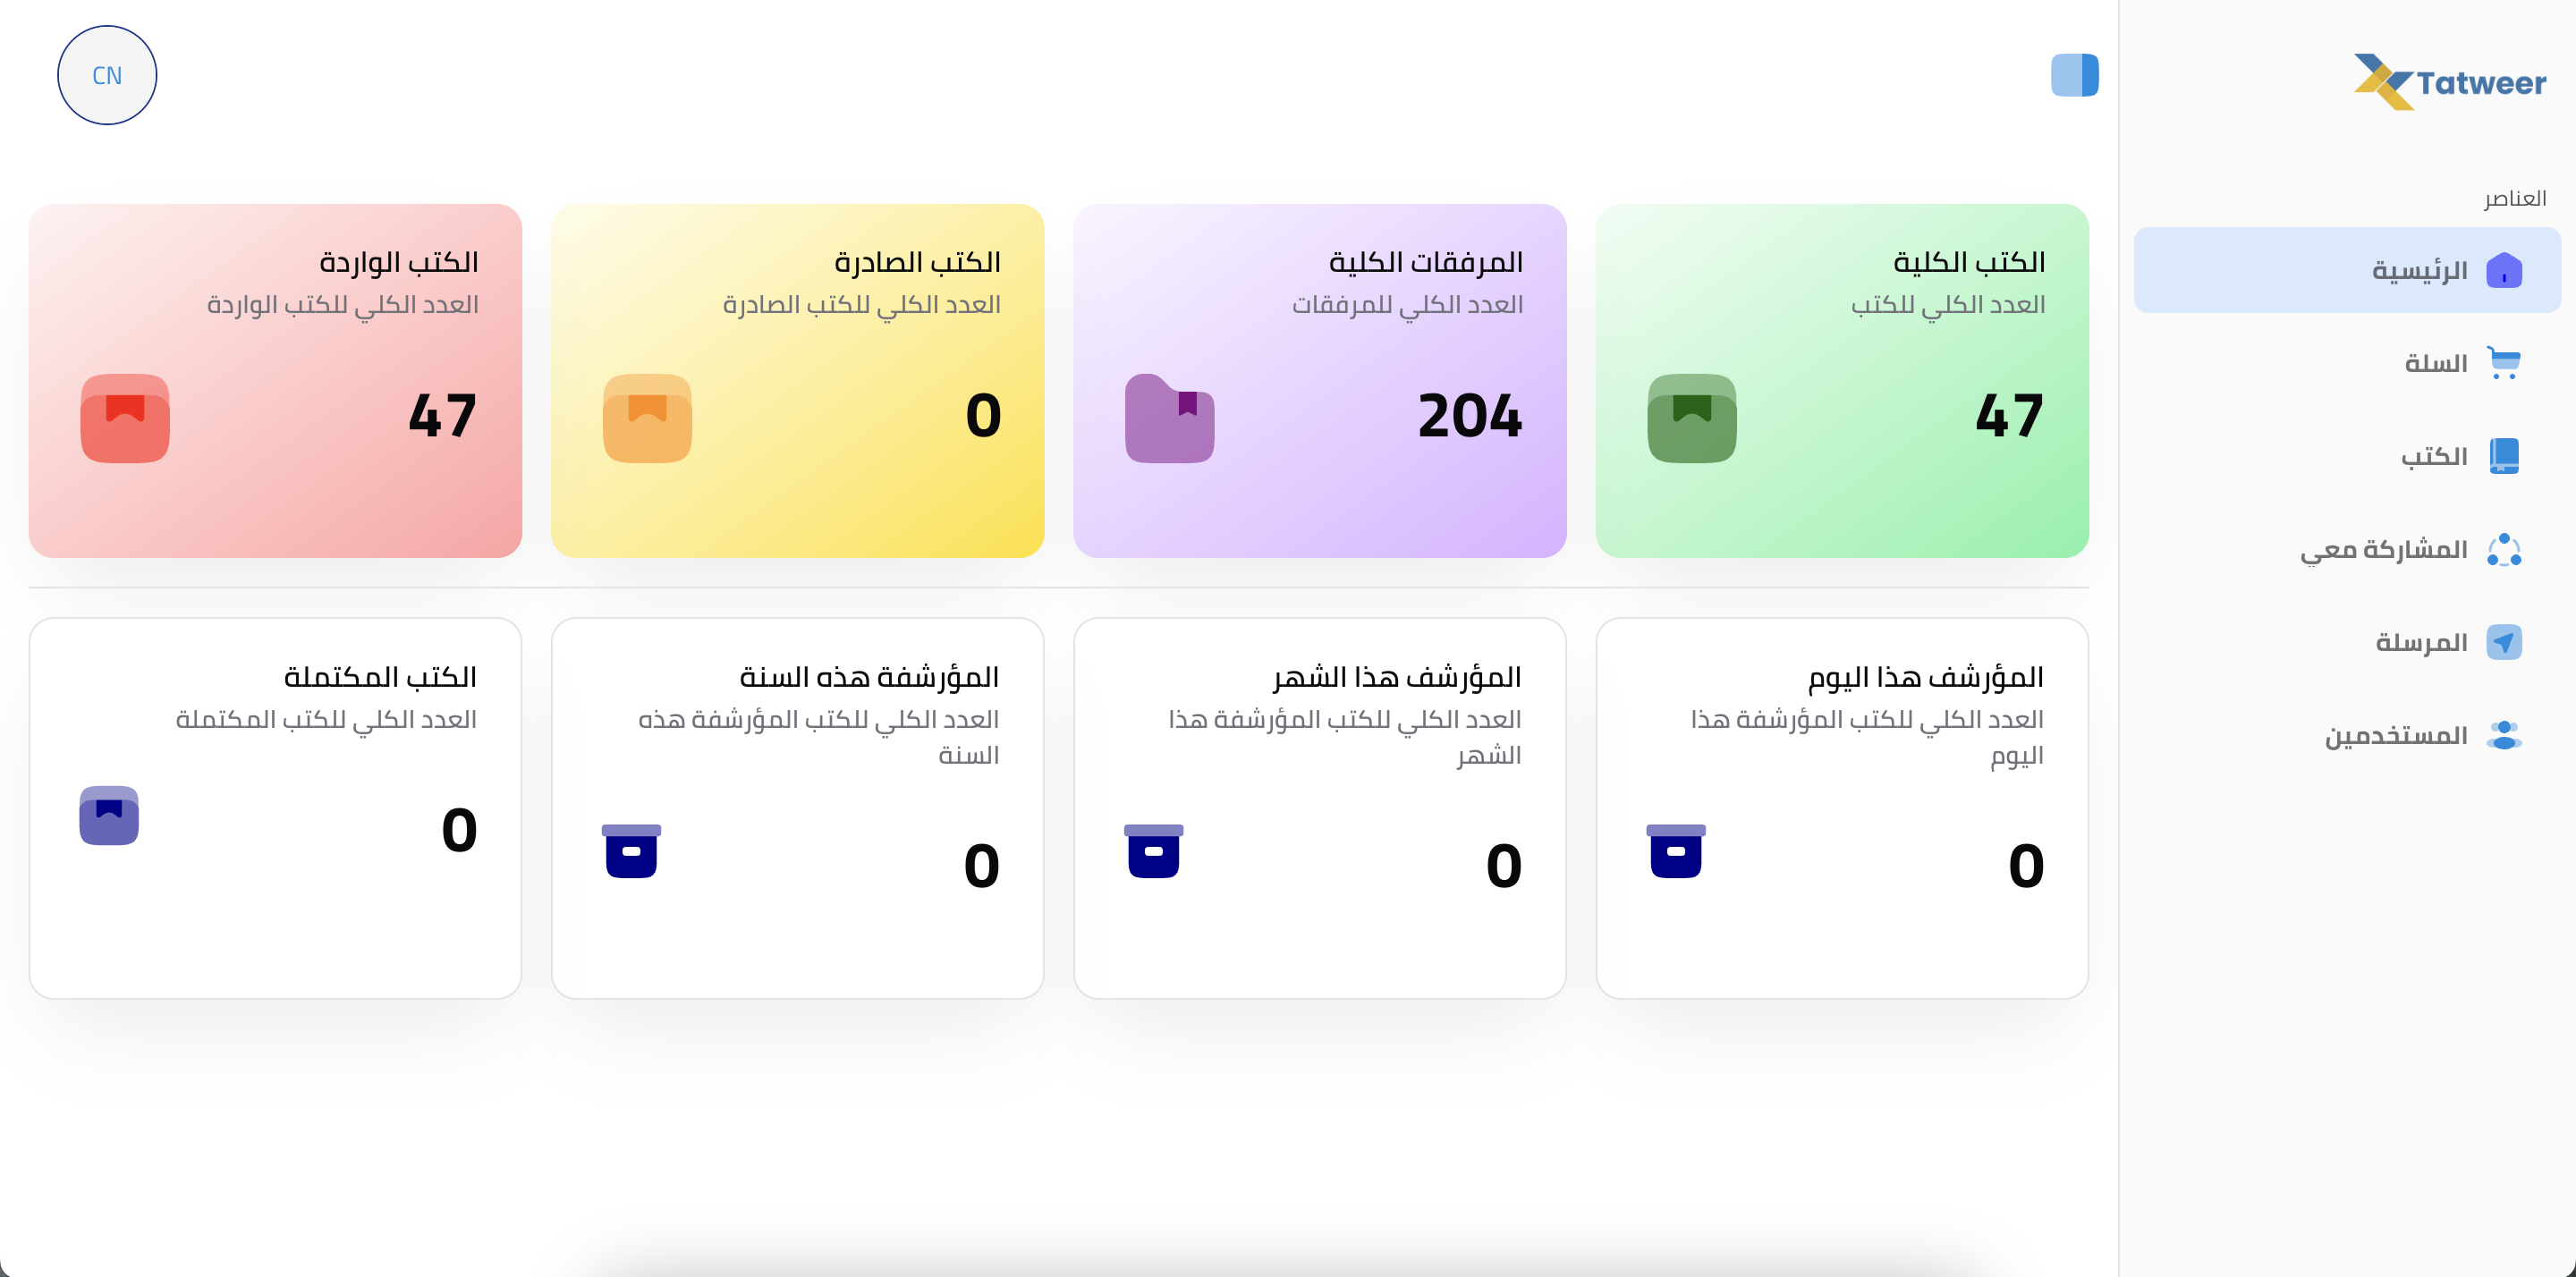 Tatweer
العناصر
الرئيسية
السلة
الكتب
المشاركة معي
المرسلة
المستخدمين
CN
الكتب الكلية
العدد الكلي للكتب
47
المرفقات الكلية
العدد الكلي للمرفقات
204
الكتب الصادرة
العدد الكلي للكتب الصادرة
0
الكتب الواردة
العدد الكلي للكتب الواردة
47
المؤرشف هذا اليوم
العدد الكلي للكتب المؤرشفة هذا
اليوم
0
المؤرشف هذا الشهر
العدد الكلي للكتب المؤرشفة هذا
الشهر
0
المؤرشفة هذه السنة
العدد الكلي للكتب المؤرشفة هذه
السنة
0
الكتب المكتملة
العدد الكلي للكتب المكتملة
0